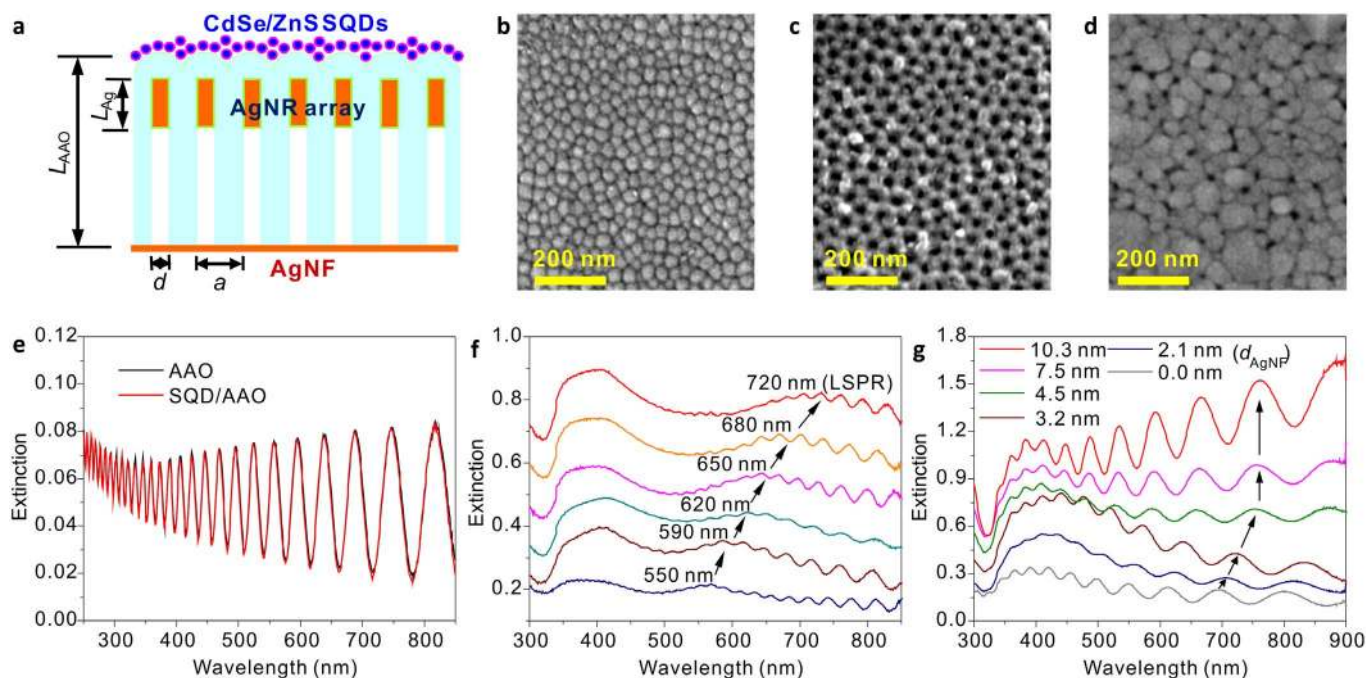 a
CdSe/ZnSSQDs
L_AAO
L_Ag
AgNR array
AgNF
d
a
b
200 nm
c
200 nm
d
200 nm
e
0.12
0.10
0.08
0.06
0.04
0.02
0.00
Extinction
AAO
SQD/AAO
300 400 500 600 700 800
Wavelength (nm)
f
1.0
0.8
0.6
0.4
0.2
Extinction
720 nm (LSPR)
680 nm
650 nm
620 nm
590 nm
550 nm
300 400 500 600 700 800
Wavelength (nm)
g
1.8
1.5
1.2
0.9
0.6
0.3
0.0
Extinction
10.3 nm
7.5 nm
4.5 nm
3.2 nm
2.1 nm (d_AgNF)
0.0 nm
300 400 500 600 700 800 900
Wavelength (nm)